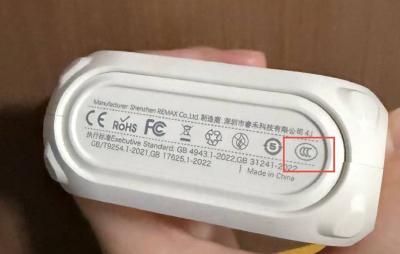 Manufacturer Shenzhen REMAX Co.,Ltd. 制造商: 深圳市睿禾科技有限公司
CE RoHS FC 5 CCC
执行标准Executive Standard: GB 4943.1-2022,GB 31241-2022
GB/T9254.1-2021,GB 17625.1-2022
Made in China